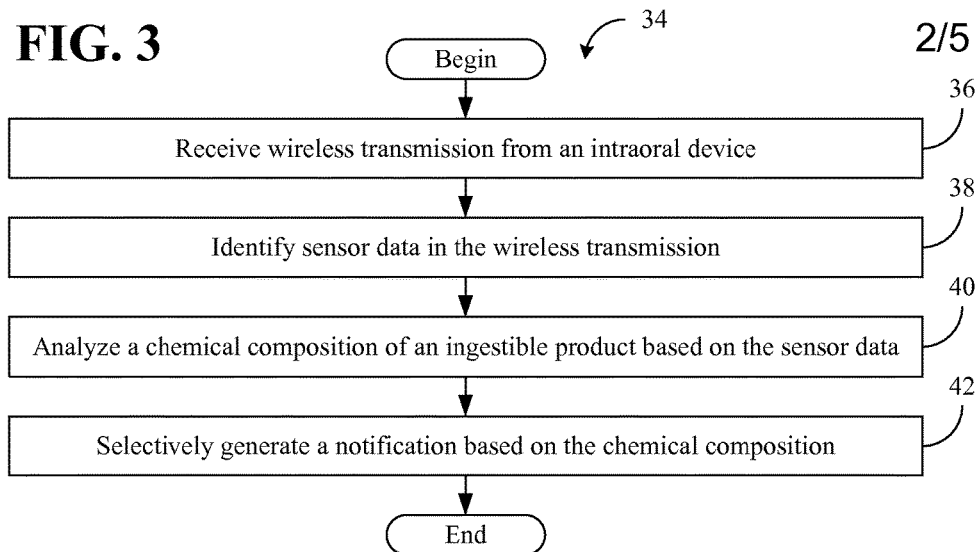 FIG. 3
34
2/5
Begin
36
Receive wireless transmission from an intraoral device
38
Identify sensor data in the wireless transmission
40
Analyze a chemical composition of an ingestible product based on the sensor data
42
Selectively generate a notification based on the chemical composition
End